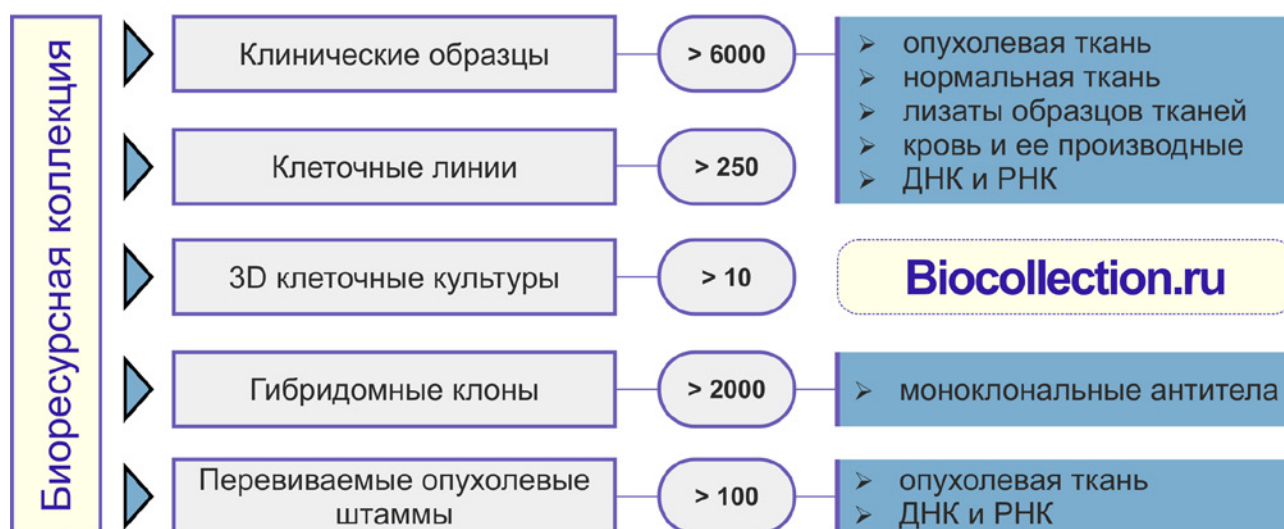 Биоресурсная коллекция
Клинические образцы
> 6000
➢ опухолевая ткань
➢ нормальная ткань
➢ лизаты образцов тканей
➢ кровь и ее производные
➢ ДНК и РНК
Клеточные линии
> 250
3D клеточные культуры
> 10
Biocollection.ru
Гибридомные клоны
> 2000
➢ моноклональные антитела
Перевиваемые опухолевые
штаммы
> 100
➢ опухолевая ткань
➢ ДНК и РНК